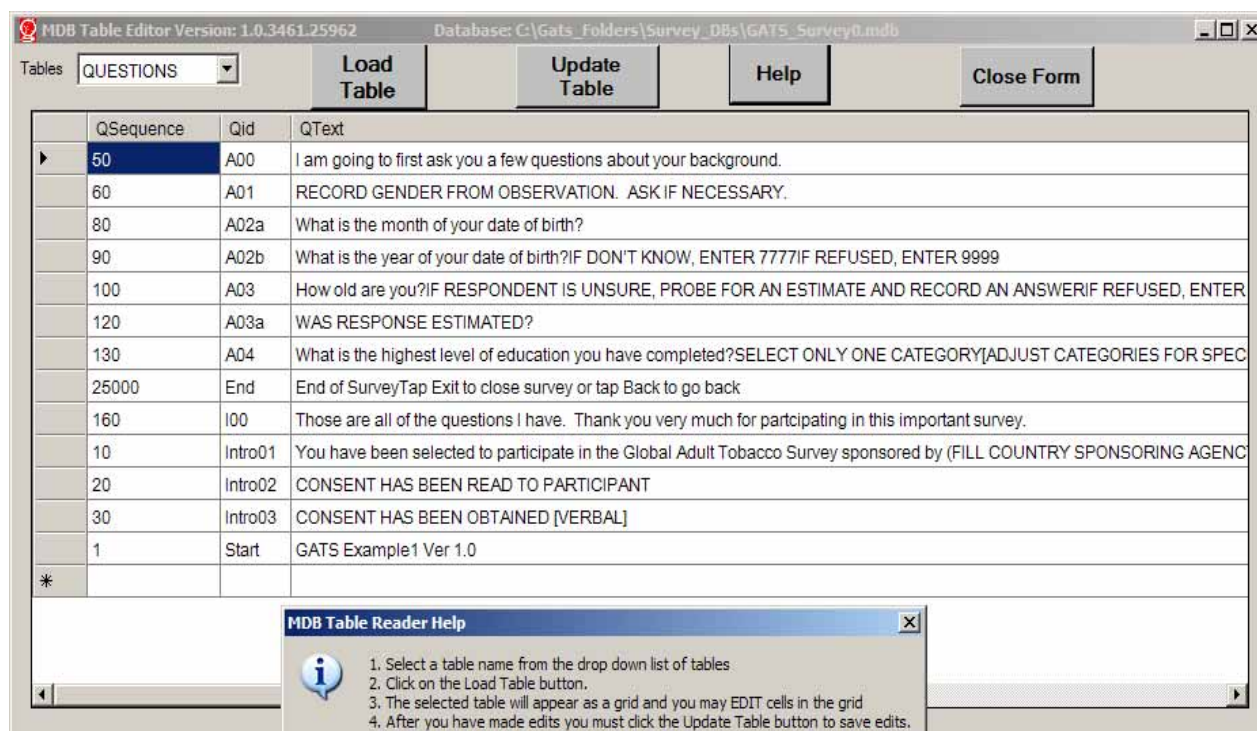 MDB Table Editor Version: 1.0.3461.25962 Database: C:\Gats_Folders\Survey_DBs\GATS_Survey0.mdb
Tables QUESTIONS Load Table Update Table Help Close Form
QSequence Qid QText
50 A00 I am going to first ask you a few questions about your background.
60 A01 RECORD GENDER FROM OBSERVATION. ASK IF NECESSARY.
80 A02a What is the month of your date of birth?
90 A02b What is the year of your date of birth?IF DON'T KNOW, ENTER 7777IF REFUSED, ENTER 9999
100 A03 How old are you?IF RESPONDENT IS UNSURE, PROBE FOR AN ESTIMATE AND RECORD AN ANSWERIF REFUSED, ENTER
120 A03a WAS RESPONSE ESTIMATED?
130 A04 What is the highest level of education you have completed?SELECT ONLY ONE CATEGORY[ADJUST CATEGORIES FOR SPEC
25000 End End of SurveyTap Exit to close survey or tap Back to go back
160 I00 Those are all of the questions I have. Thank you very much for partcipating in this important survey.
10 Intro01 You have been selected to participate in the Global Adult Tobacco Survey sponsored by (FILL COUNTRY SPONSORING AGENC
20 Intro02 CONSENT HAS BEEN READ TO PARTICIPANT
30 Intro03 CONSENT HAS BEEN OBTAINED [VERBAL]
1 Start GATS Example1 Ver 1.0
MDB Table Reader Help
1. Select a table name from the drop down list of tables
2. Click on the Load Table button.
3. The selected table will appear as a grid and you may EDIT cells in the grid
4. After you have made edits you must click the Update Table button to save edits.